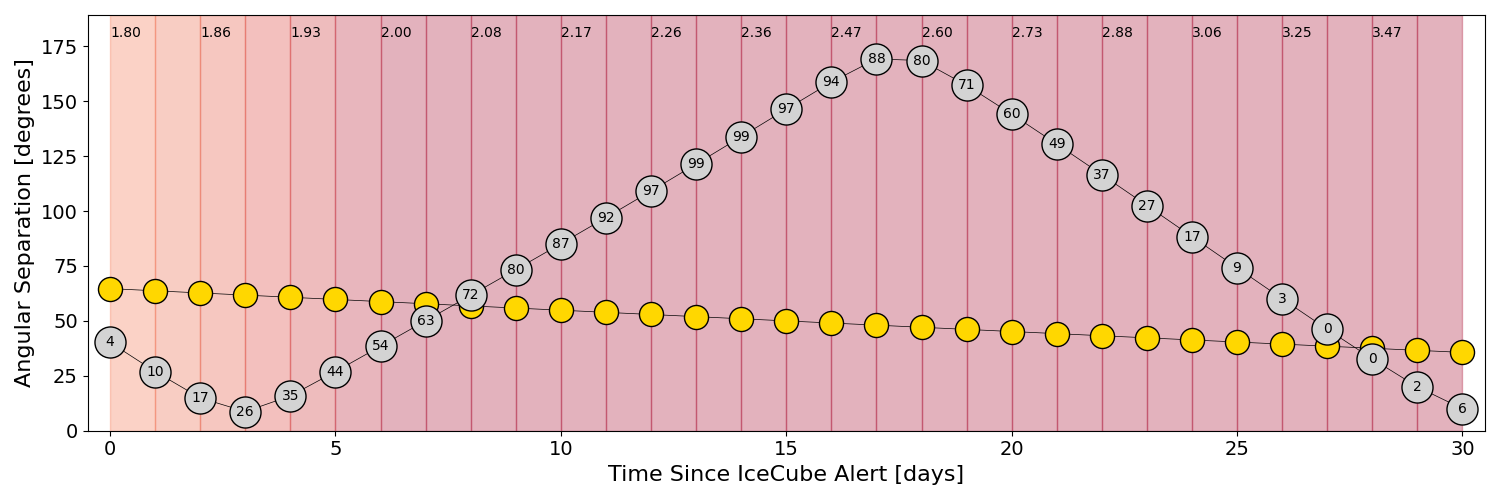 1.80 1.86 1.93 2.00 2.08 2.17 2.26 2.36 2.47 2.60 2.73 2.88 3.06 3.25 3.47
175
150
125
100
75
50
25
0
Angular Separation [degrees]
4 10 17 26 35 44 54 63 72 80 87 92 97 99 99 97 94 88 80 71 60 49 37 27 17 9 3 0 0 2 6
0 5 10 15 20 25 30
Time Since IceCube Alert [days]